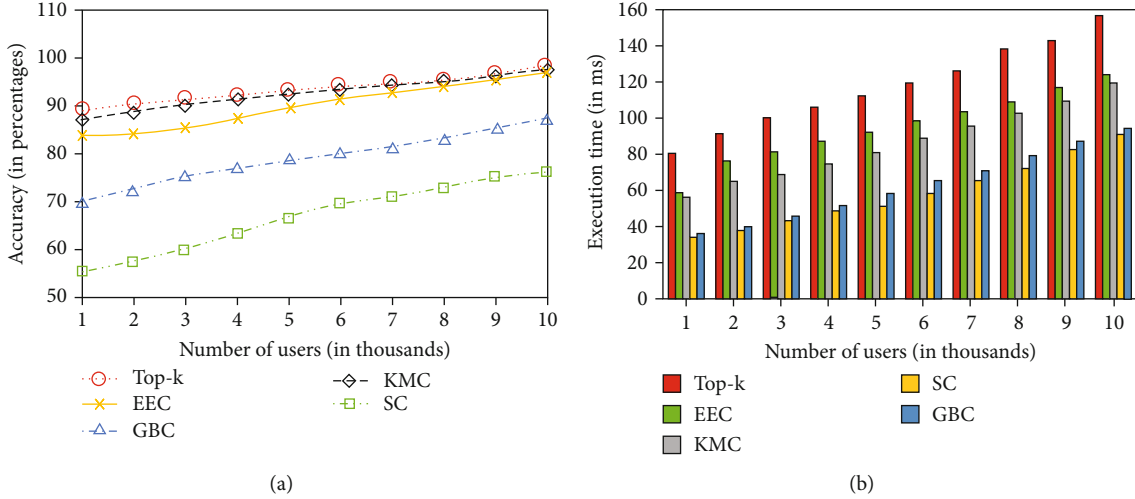 110
100
90
80
70
60
50
Accuracy (in percentages)
1 2 3 4 5 6 7 8 9 10
Number of users (in thousands)
Top-k
EEC
GBC
KMC
SC
(a)
160
140
120
100
80
60
40
20
0
Execution time (in ms)
1 2 3 4 5 6 7 8 9 10
Number of users (in thousands)
Top-k
EEC
KMC
SC
GBC
(b)